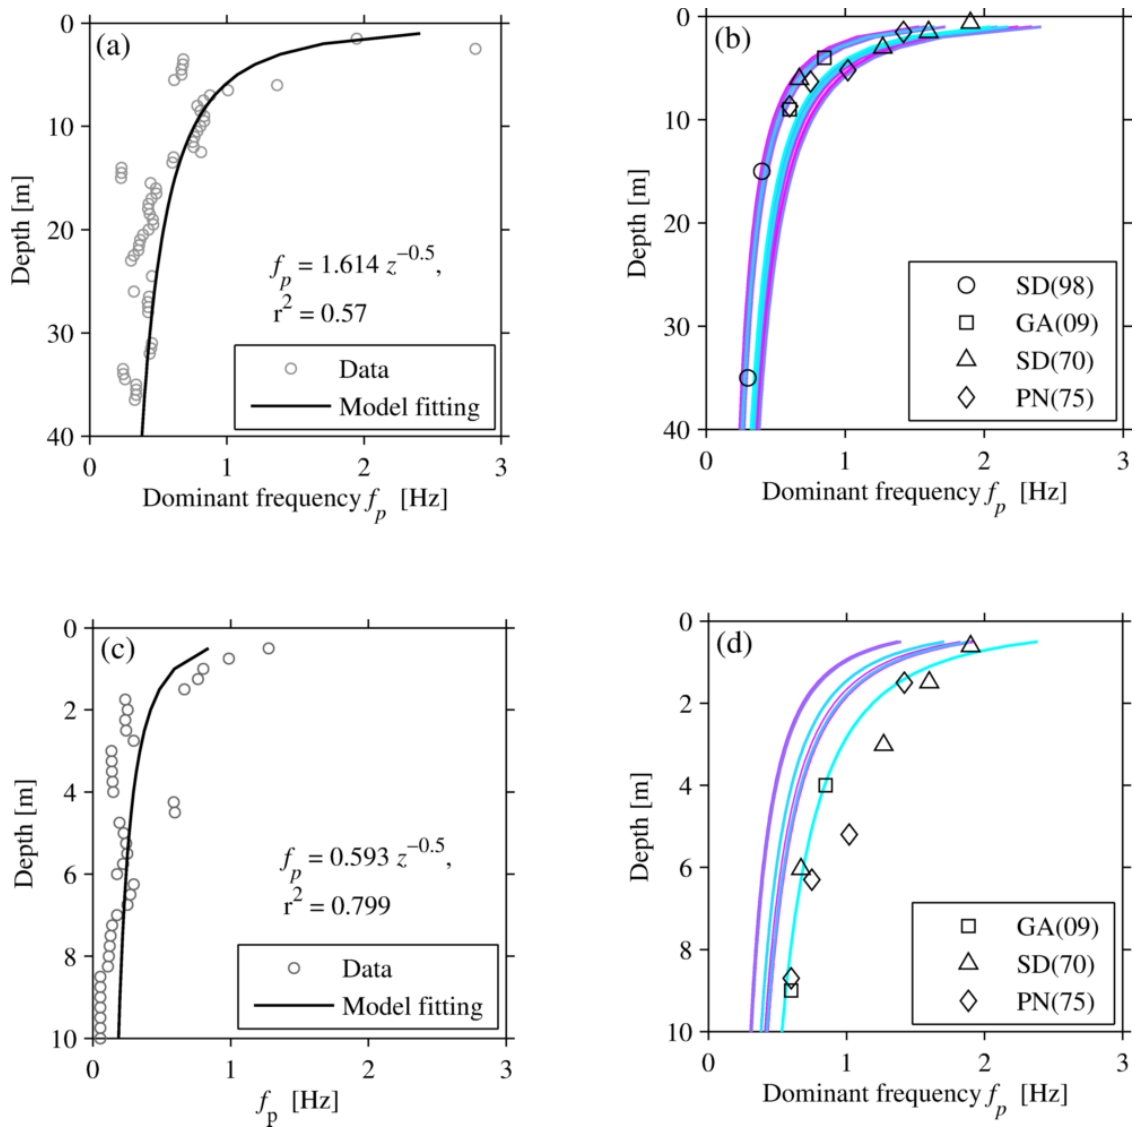 (a)
0
10
20
30
40
Depth [m]
f_p = 1.614 z^{-0.5},
r^2 = 0.57
Data
Model fitting
0 1 2 3
Dominant frequency f_p [Hz]
(b)
0
10
20
30
40
Depth [m]
SD(98)
GA(09)
SD(70)
PN(75)
0 1 2 3
Dominant frequency f_p [Hz]
(c)
0
2
4
6
8
10
Depth [m]
f_p = 0.593 z^{-0.5},
r^2 = 0.799
Data
Model fitting
0 1 2 3
f_p [Hz]
(d)
0
2
4
6
8
10
Depth [m]
GA(09)
SD(70)
PN(75)
0 1 2 3
Dominant frequency f_p [Hz]